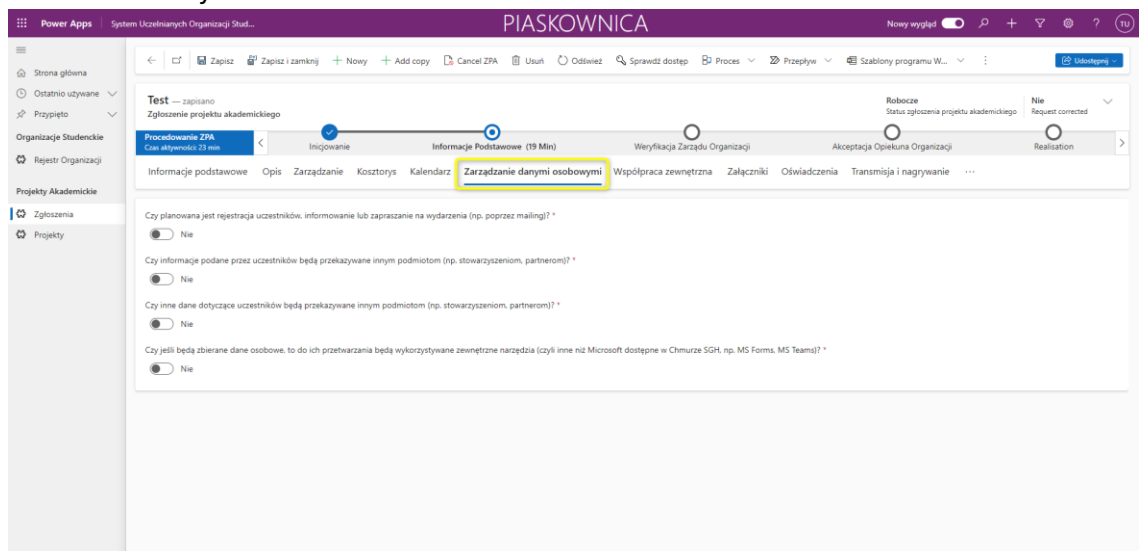 Power Apps System Uczelnianych Organizacji Stud... PIASKOWNICA Nowy wygląd ? TU
Zapisz Zapisz i zamknij Nowy Add copy Cancel ZPA Usuń Odśwież Sprawdź dostęp Proces Przepływ Szablony programu W... Udostępnij
Strona główna
Ostatnio używane
Przypięto
Organizacje Studenckie
Rejestr Organizacji
Projekty Akademickie
Zgłoszenia
Projekty
Test — zapisano
Zgłoszenie projektu akademickiego
Robocze
Status zgłoszenia projektu akademickiego
Nie
Request corrected
Procedowanie ZPA
Czas aktywności: 23 min
Inicjowanie Informacje Podstawowe (19 Min) Weryfikacja Zarządu Organizacji Akceptacja Opiekuna Organizacji Realisation
Informacje podstawowe Opis Zarządzanie Kosztorys Kalendarz Zarządzanie danymi osobowymi Współpraca zewnętrzna Załączniki Oświadczenia Transmisja i nagrywanie ...
Czy planowana jest rejestracja uczestników, informowanie lub zapraszanie na wydarzenia (np. poprzez mailing)? *
Nie
Czy informacje podane przez uczestników będą przekazywane innym podmiotom (np. stowarzyszeniom, partnerom)? *
Nie
Czy inne dane dotyczące uczestników będą przekazywane innym podmiotom (np. stowarzyszeniom, partnerom)? *
Nie
Czy jeśli będą zbierane dane osobowe, to do ich przetwarzania będą wykorzystywane zewnętrzne narzędzia (czyli inne niż Microsoft dostępne w Chmurze SGH, np. MS Forms, MS Teams)? *
Nie